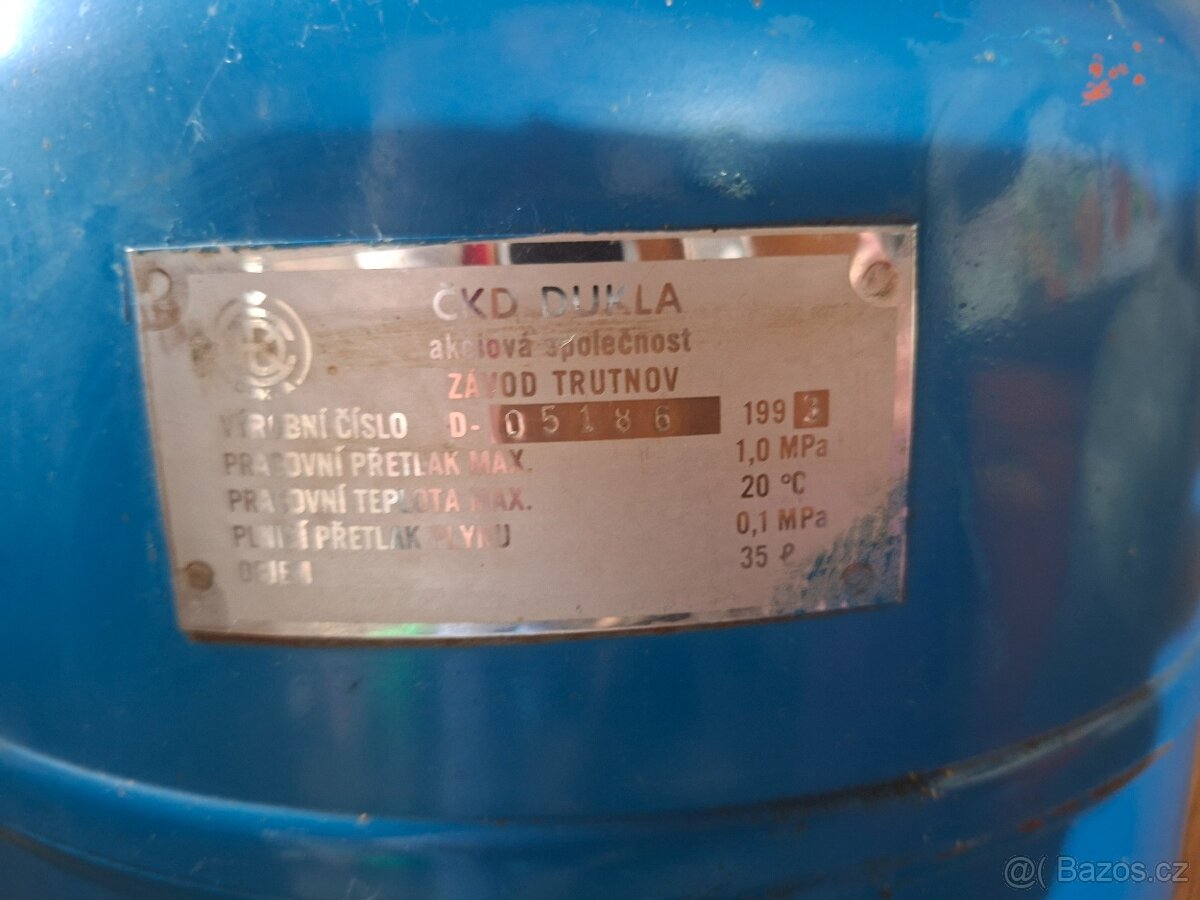 ČKD DUKLA
akciová společnost
ZÁVOD TRUTNOV
VÝROBNÍ ČÍSLO D-05186 1993
PRACOVNÍ PŘETLAK MAX. 1,0 MPa
PRACOVNÍ TEPLOTA MAX. 20 °C
PLNICÍ PŘETLAK PLYNU 0,1 MPa
OBJEM 35 ℓ
@( Bazos.cz